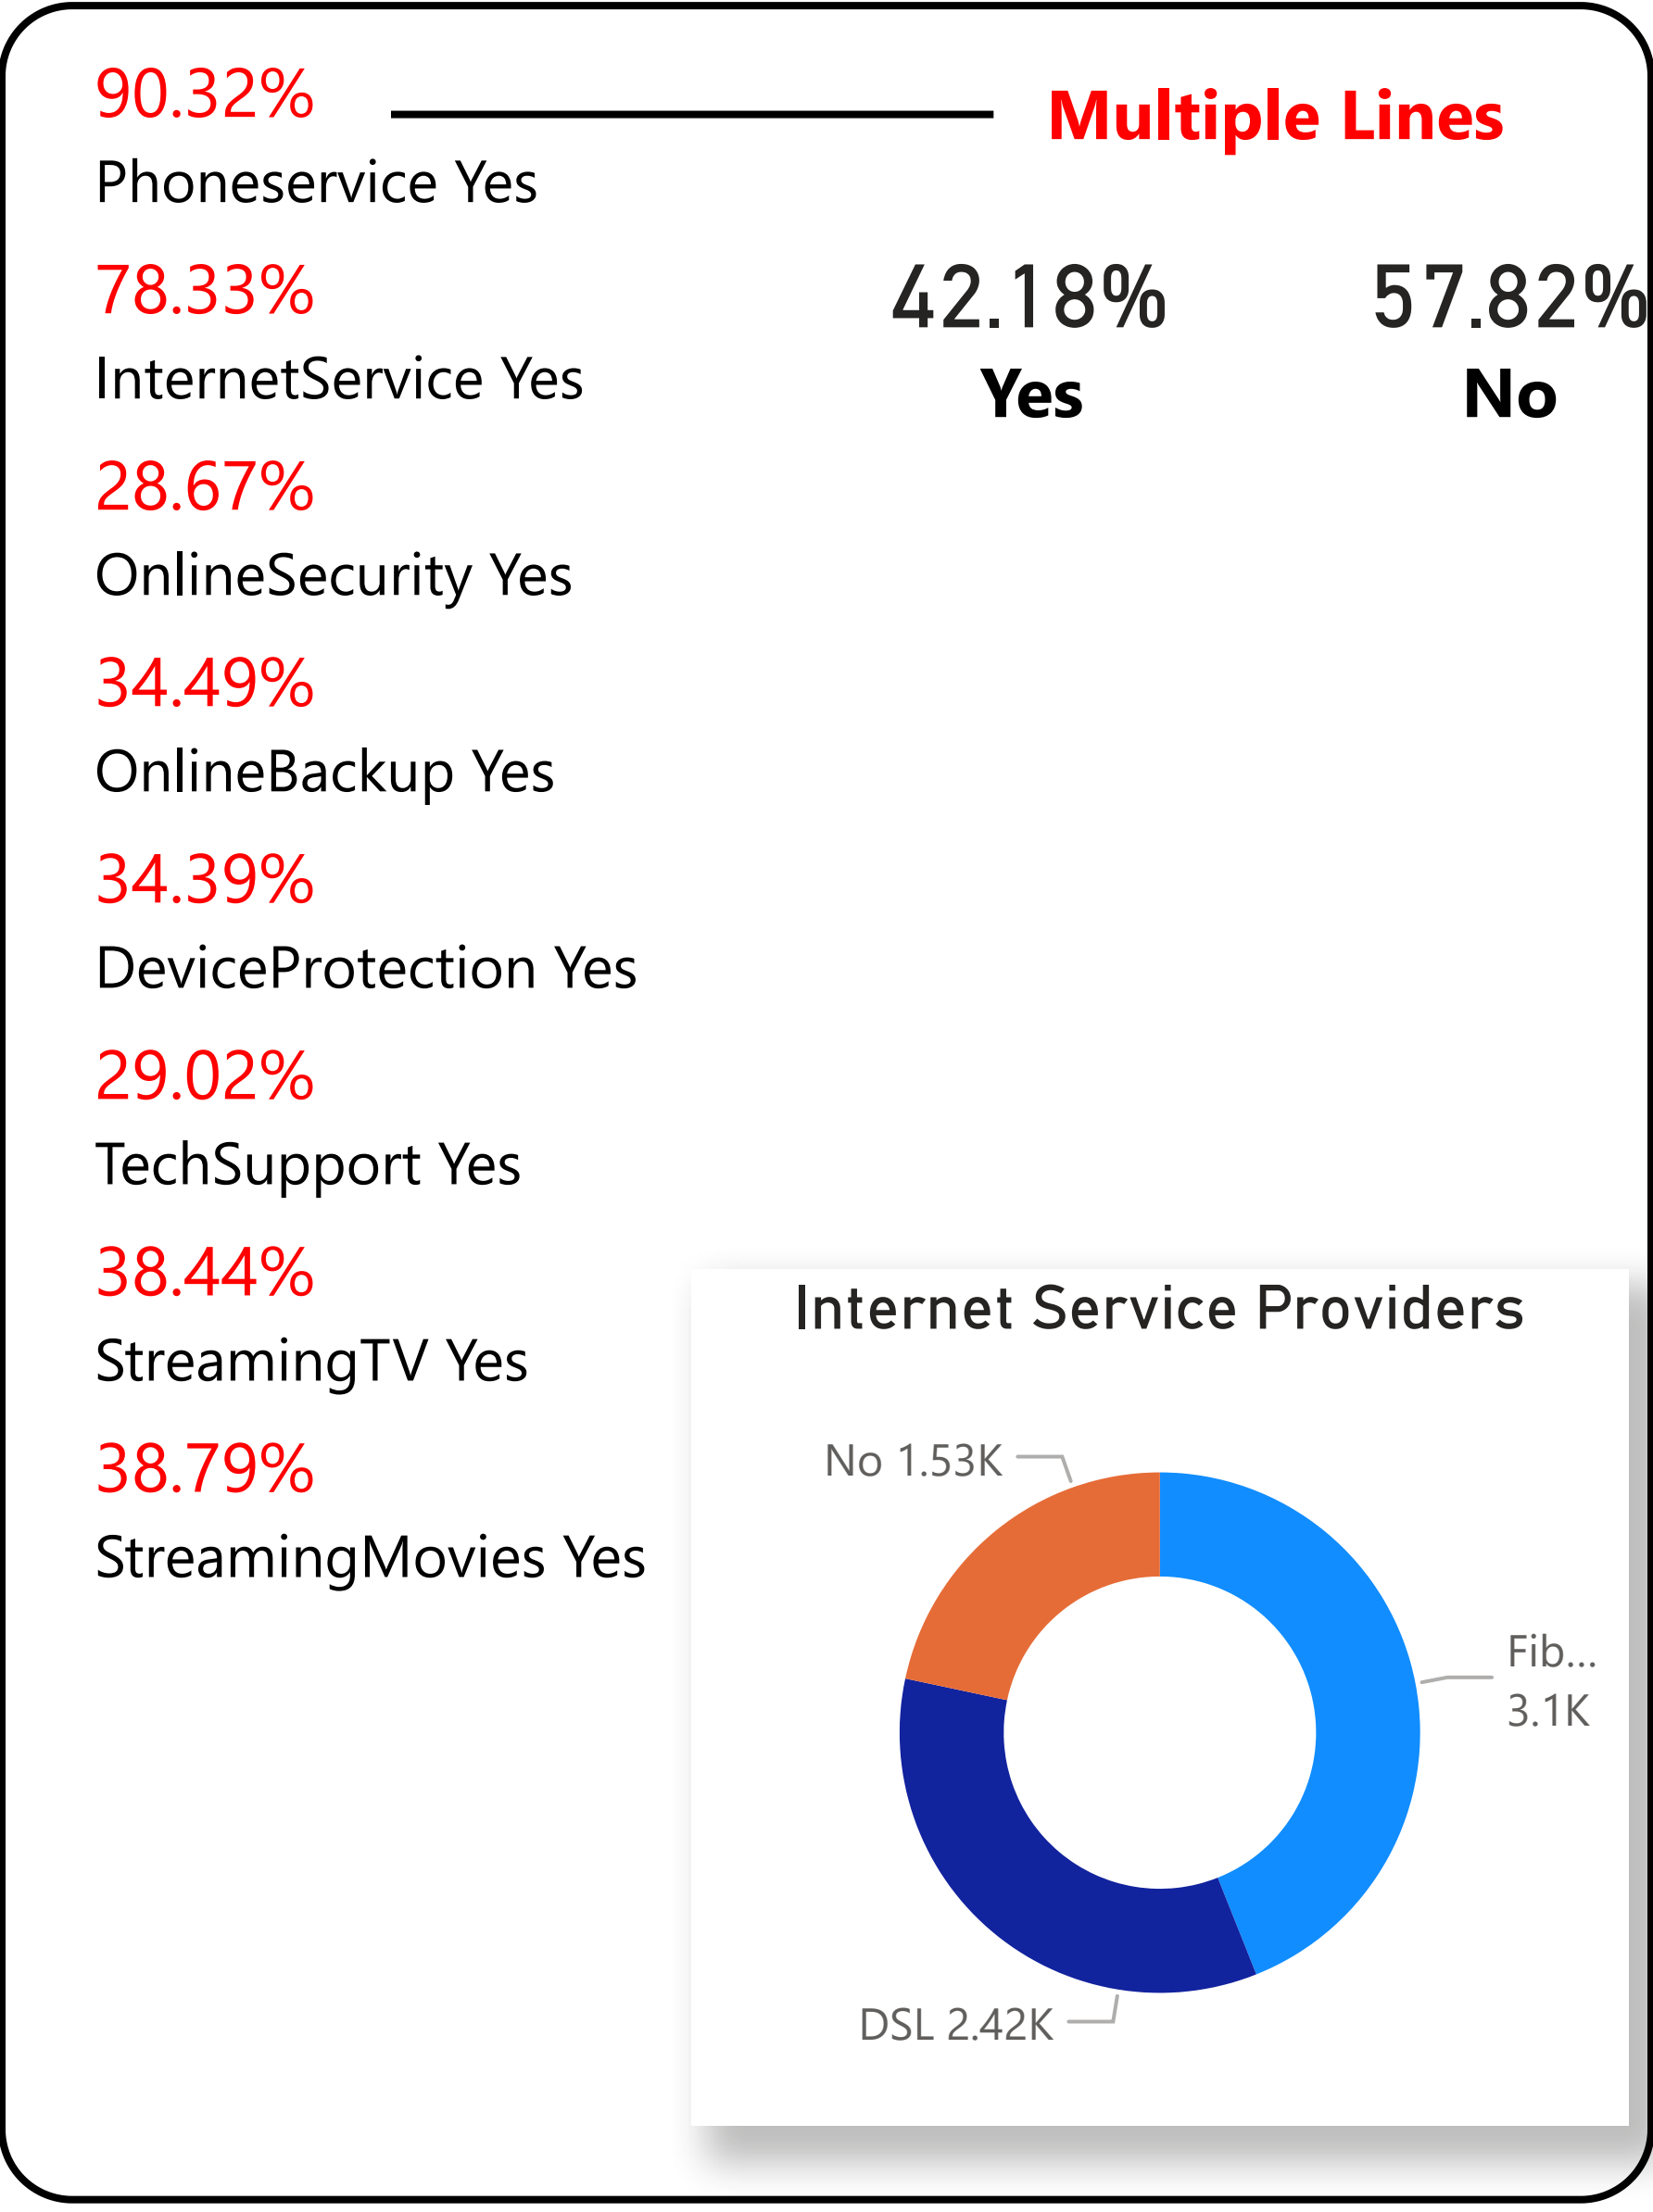 90.32%
Phoneservice Yes
78.33%
InternetService Yes
28.67%
OnlineSecurity Yes
34.49%
OnlineBackup Yes
34.39%
DeviceProtection Yes
29.02%
TechSupport Yes
38.44%
StreamingTV Yes
38.79%
StreamingMovies Yes
Multiple Lines
42.18%
Yes
57.82%
No
Internet Service Providers
No 1.53K
Fib...
3.1K
DSL 2.42K